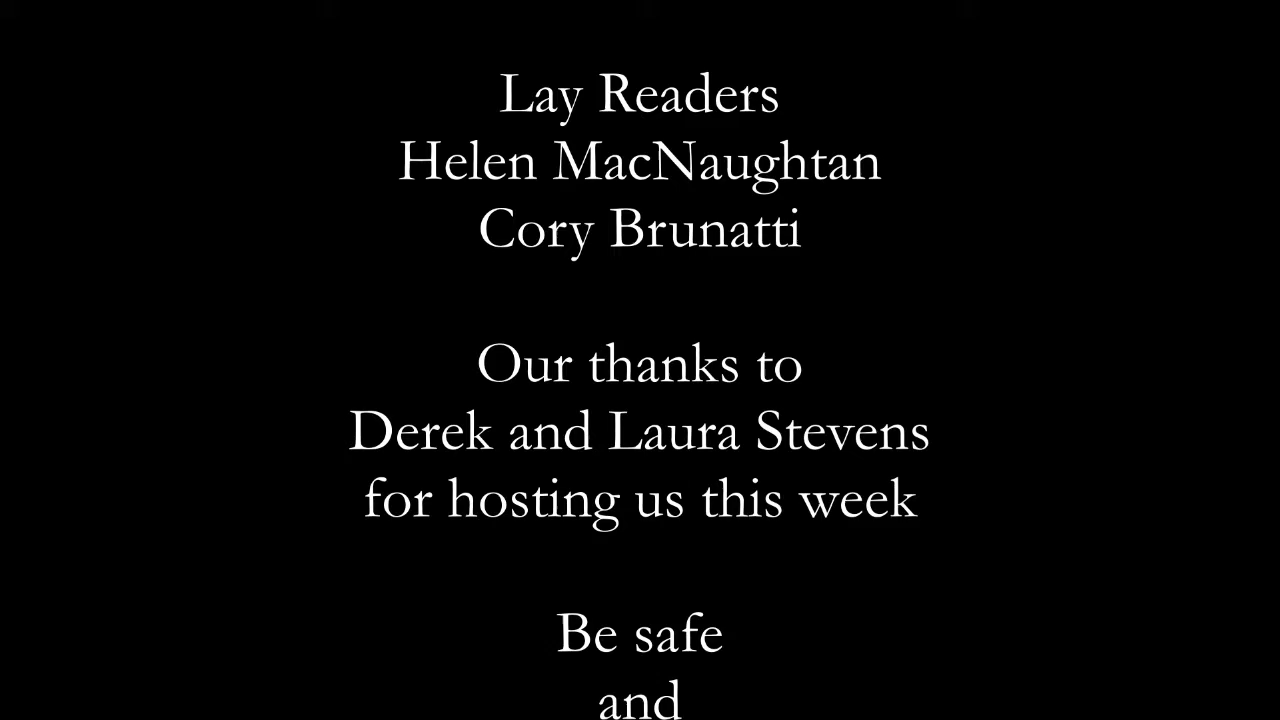 Lay Readers
Helen MacNaughtan
Cory Brunatti
Our thanks to
Derek and Laura Stevens
for hosting us this week
Be safe
and